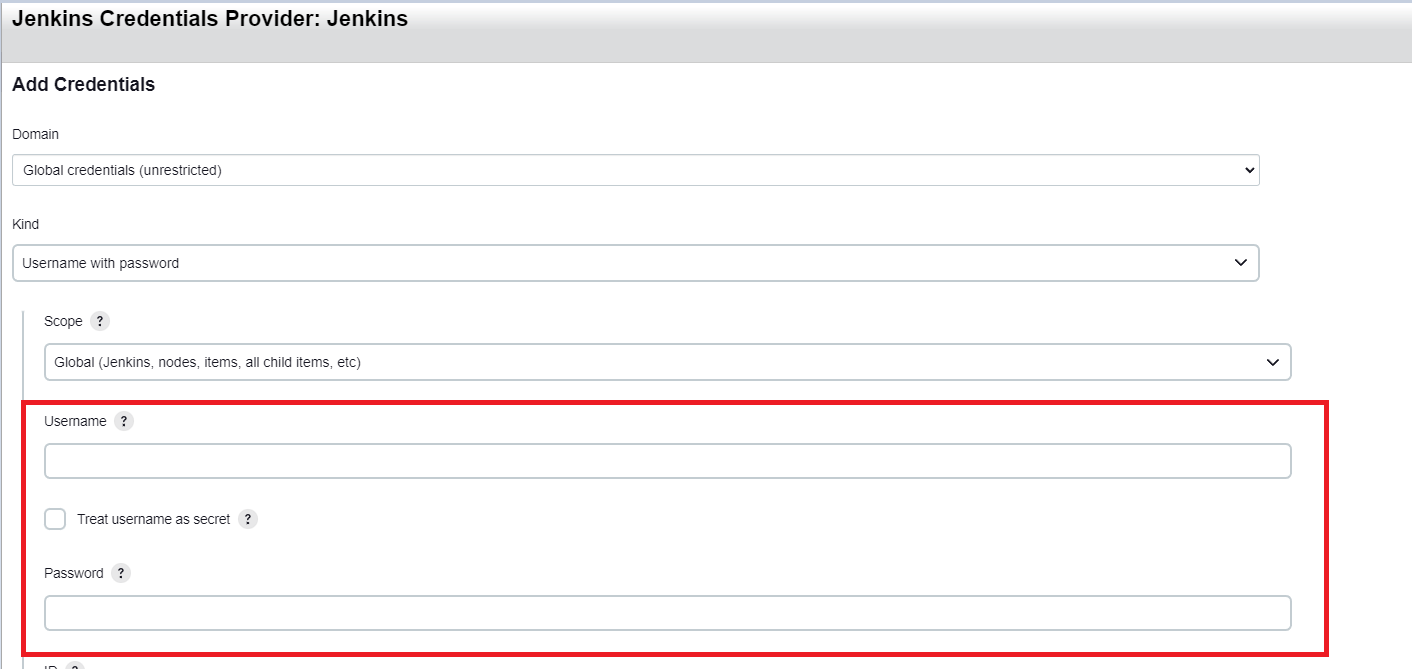 Jenkins Credentials Provider: Jenkins
Add Credentials
Domain
Global credentials (unrestricted)
Kind
Username with password
Scope ?
Global (Jenkins, nodes, items, all child items, etc)
Username ?
Treat username as secret ?
Password ?
ID ?